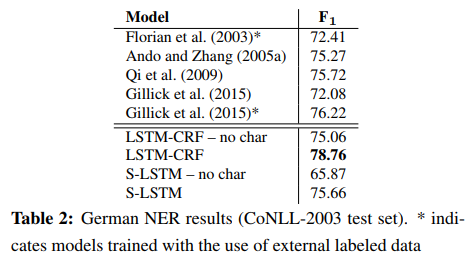 Model F₁
Florian et al. (2003)* 72.41
Ando and Zhang (2005a) 75.27
Qi et al. (2009) 75.72
Gillick et al. (2015) 72.08
Gillick et al. (2015)* 76.22
LSTM-CRF – no char 75.06
LSTM-CRF 78.76
S-LSTM – no char 65.87
S-LSTM 75.66
Table 2: German NER results (CoNLL-2003 test set). * indi-
cates models trained with the use of external labeled data